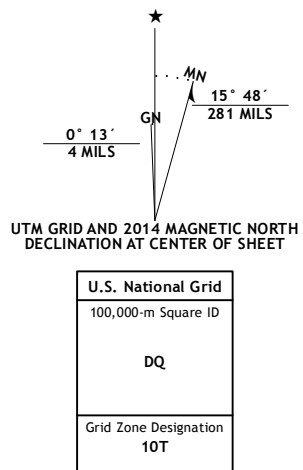 ★
MN
GN
15° 48´
281 MILS
0° 13´
4 MILS
UTM GRID AND 2014 MAGNETIC NORTH
DECLINATION AT CENTER OF SHEET
U.S. National Grid
100,000-m Square ID
DQ
Grid Zone Designation
10T